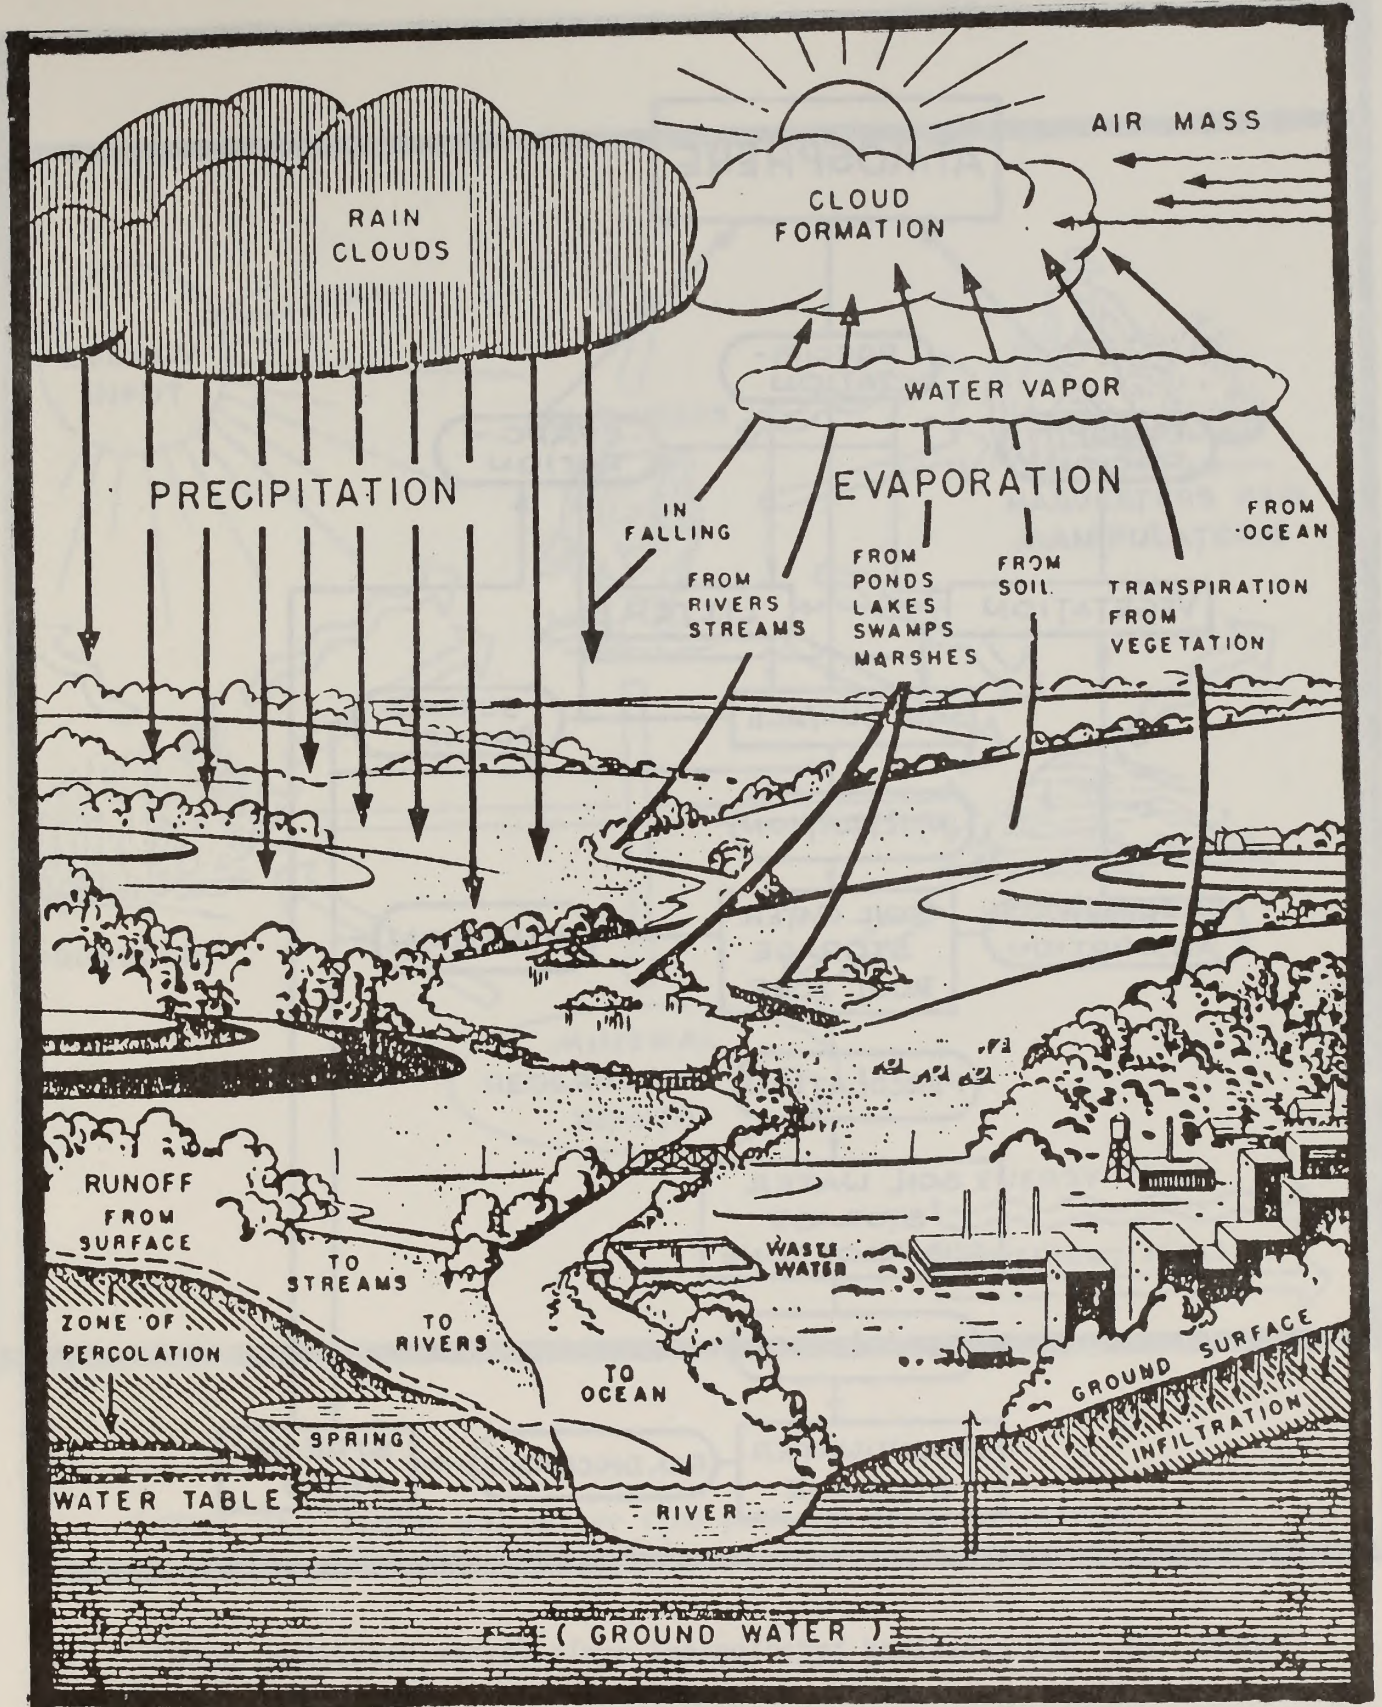 AIR MASS
RAIN
CLOUDS
CLOUD
FORMATION
WATER VAPOR
PRECIPITATION
EVAPORATION
IN
FALLING
FROM
RIVERS
STREAMS
FROM
PONDS
LAKES
SWAMPS
MARSHES
FROM
SOIL
TRANSPIRATION
FROM
VEGETATION
FROM
OCEAN
RUNOFF
FROM
SURFACE
TO
STREAMS
TO
RIVERS
WASTE
WATER
TO
OCEAN
ZONE OF
PERCOLATION
GROUND SURFACE
INFILTRATION
SPRING
WATER TABLE
RIVER
( GROUND WATER )